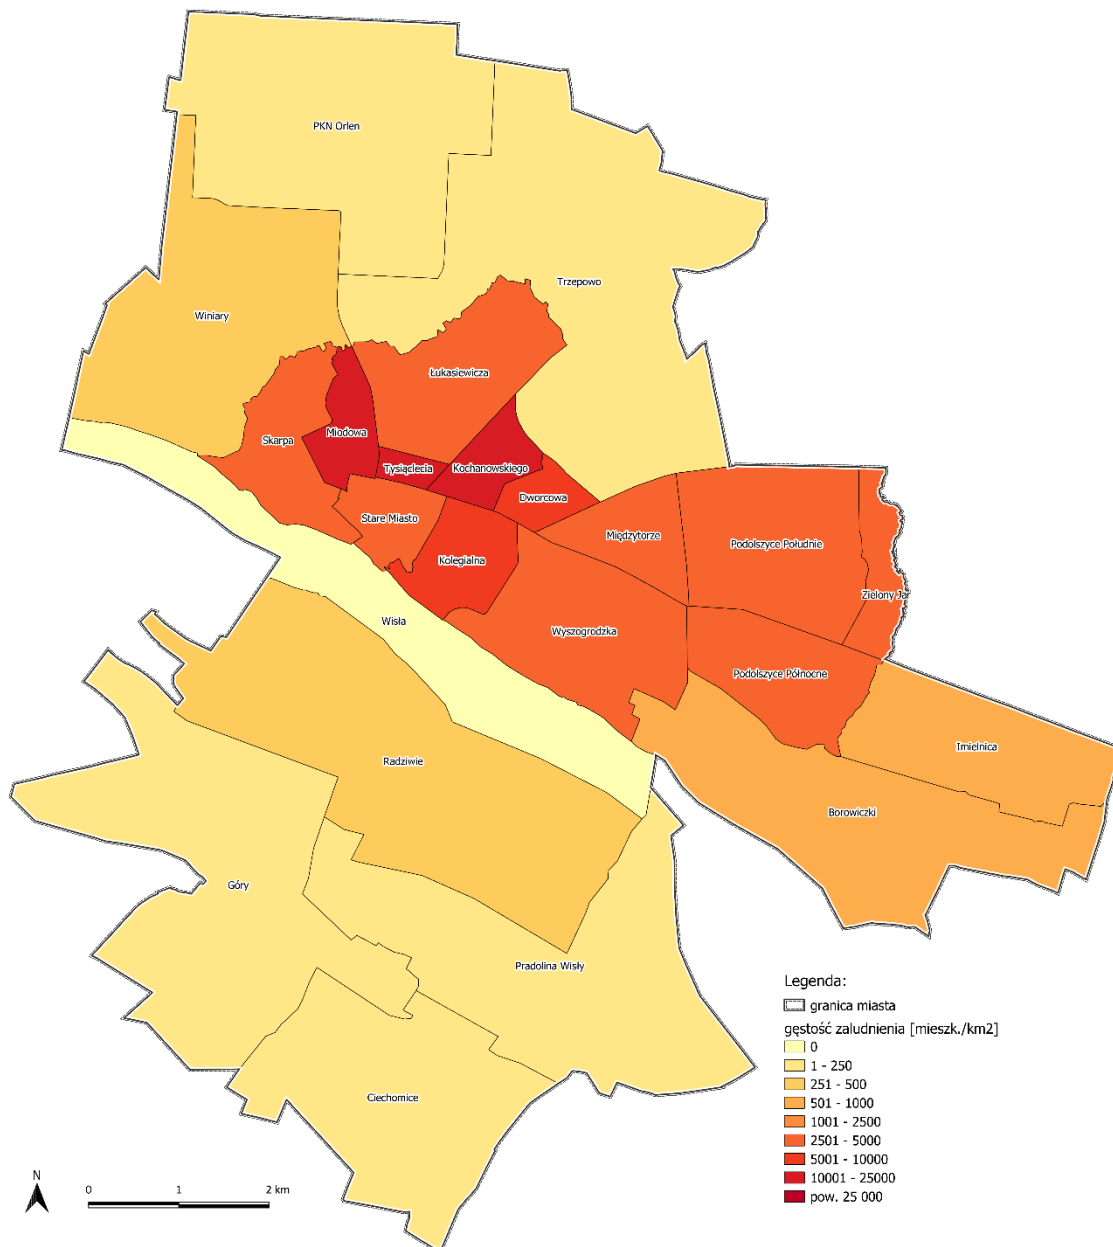 PKN Orlen
Trzepowo
Winiary
Łukasiewicza
Miodowa
Skarpa
Tysiąclecia
Kochanowskiego
Dworcowa
Stare Miasto
Międzytorze
Podolszyce Południe
Kolegialna
Zielony Jar
Wisła
Wyszogrodzka
Podolszyce Północne
Imielnica
Radziwie
Borowiczki
Góry
Pradolina Wisły
Ciechomice
Legenda:
granica miasta
gęstość zaludnienia [mieszk./km2]
0
1 - 250
251 - 500
501 - 1000
1001 - 2500
2501 - 5000
5001 - 10000
10001 - 25000
pow. 25 000
N
0 1 2 km